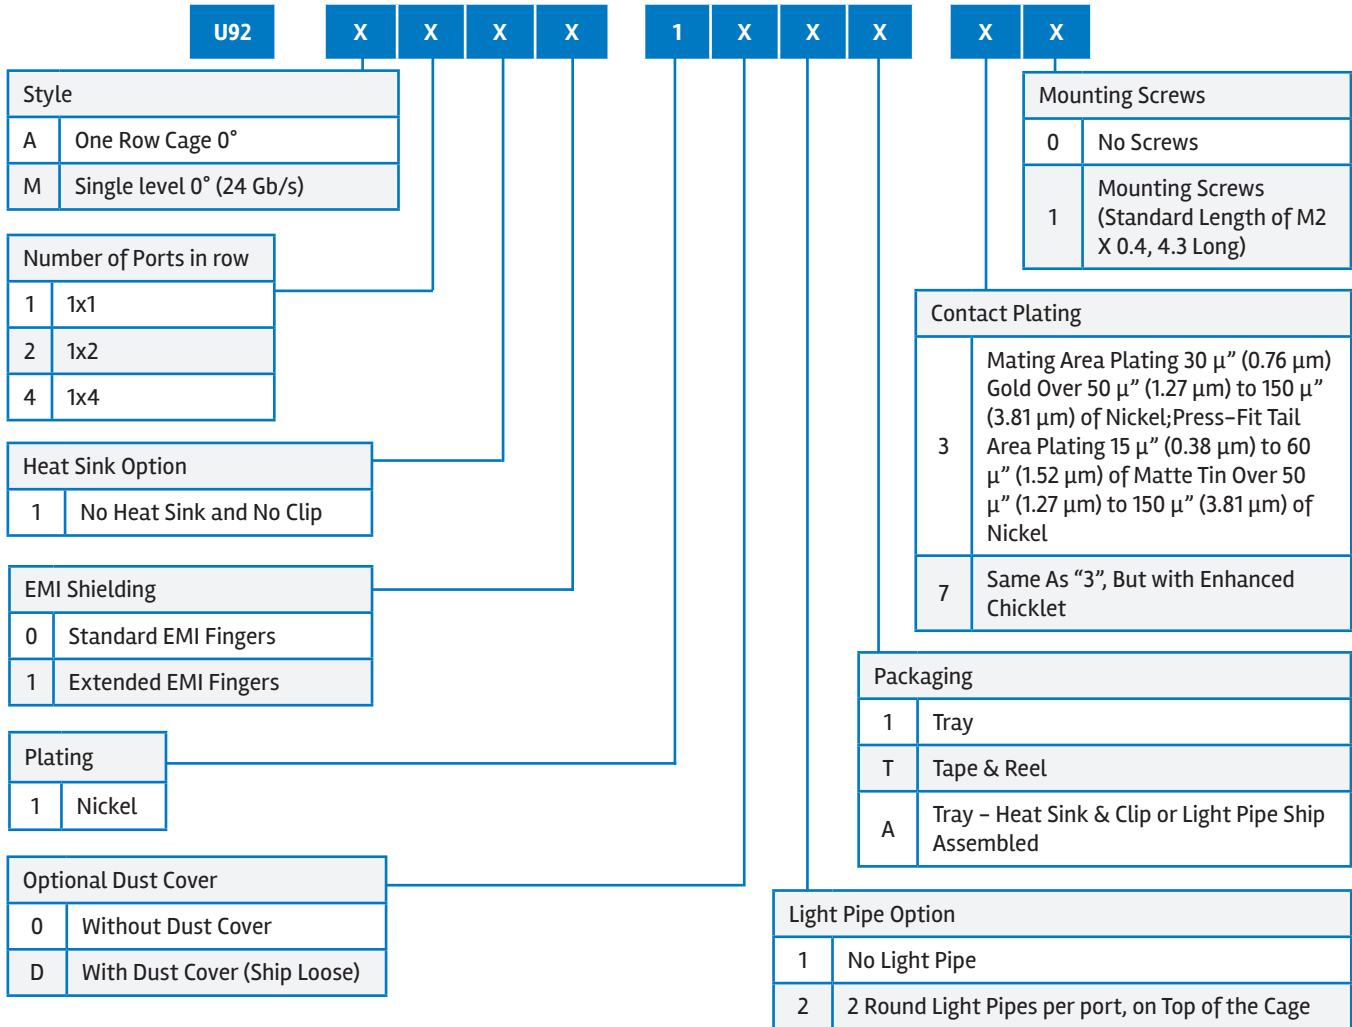 U92 X X X X 1 X X X X X
Style
A One Row Cage 0°
M Single level 0° (24 Gb/s)
Number of Ports in row
1 1x1
2 1x2
4 1x4
Heat Sink Option
1 No Heat Sink and No Clip
EMI Shielding
0 Standard EMI Fingers
1 Extended EMI Fingers
Plating
1 Nickel
Optional Dust Cover
0 Without Dust Cover
D With Dust Cover (Ship Loose)
Mounting Screws
0 No Screws
1 Mounting Screws
(Standard Length of M2
X 0.4, 4.3 Long)
Contact Plating
3 Mating Area Plating 30 µ” (0.76 µm)
Gold Over 50 µ” (1.27 µm) to 150 µ”
(3.81 µm) of Nickel;Press-Fit Tail
Area Plating 15 µ” (0.38 µm) to 60
µ” (1.52 µm) of Matte Tin Over 50
µ” (1.27 µm) to 150 µ” (3.81 µm) of
Nickel
7 Same As “3”, But with Enhanced
Chicklet
Packaging
1 Tray
T Tape & Reel
A Tray – Heat Sink & Clip or Light Pipe Ship
Assembled
Light Pipe Option
1 No Light Pipe
2 2 Round Light Pipes per port, on Top of the Cage